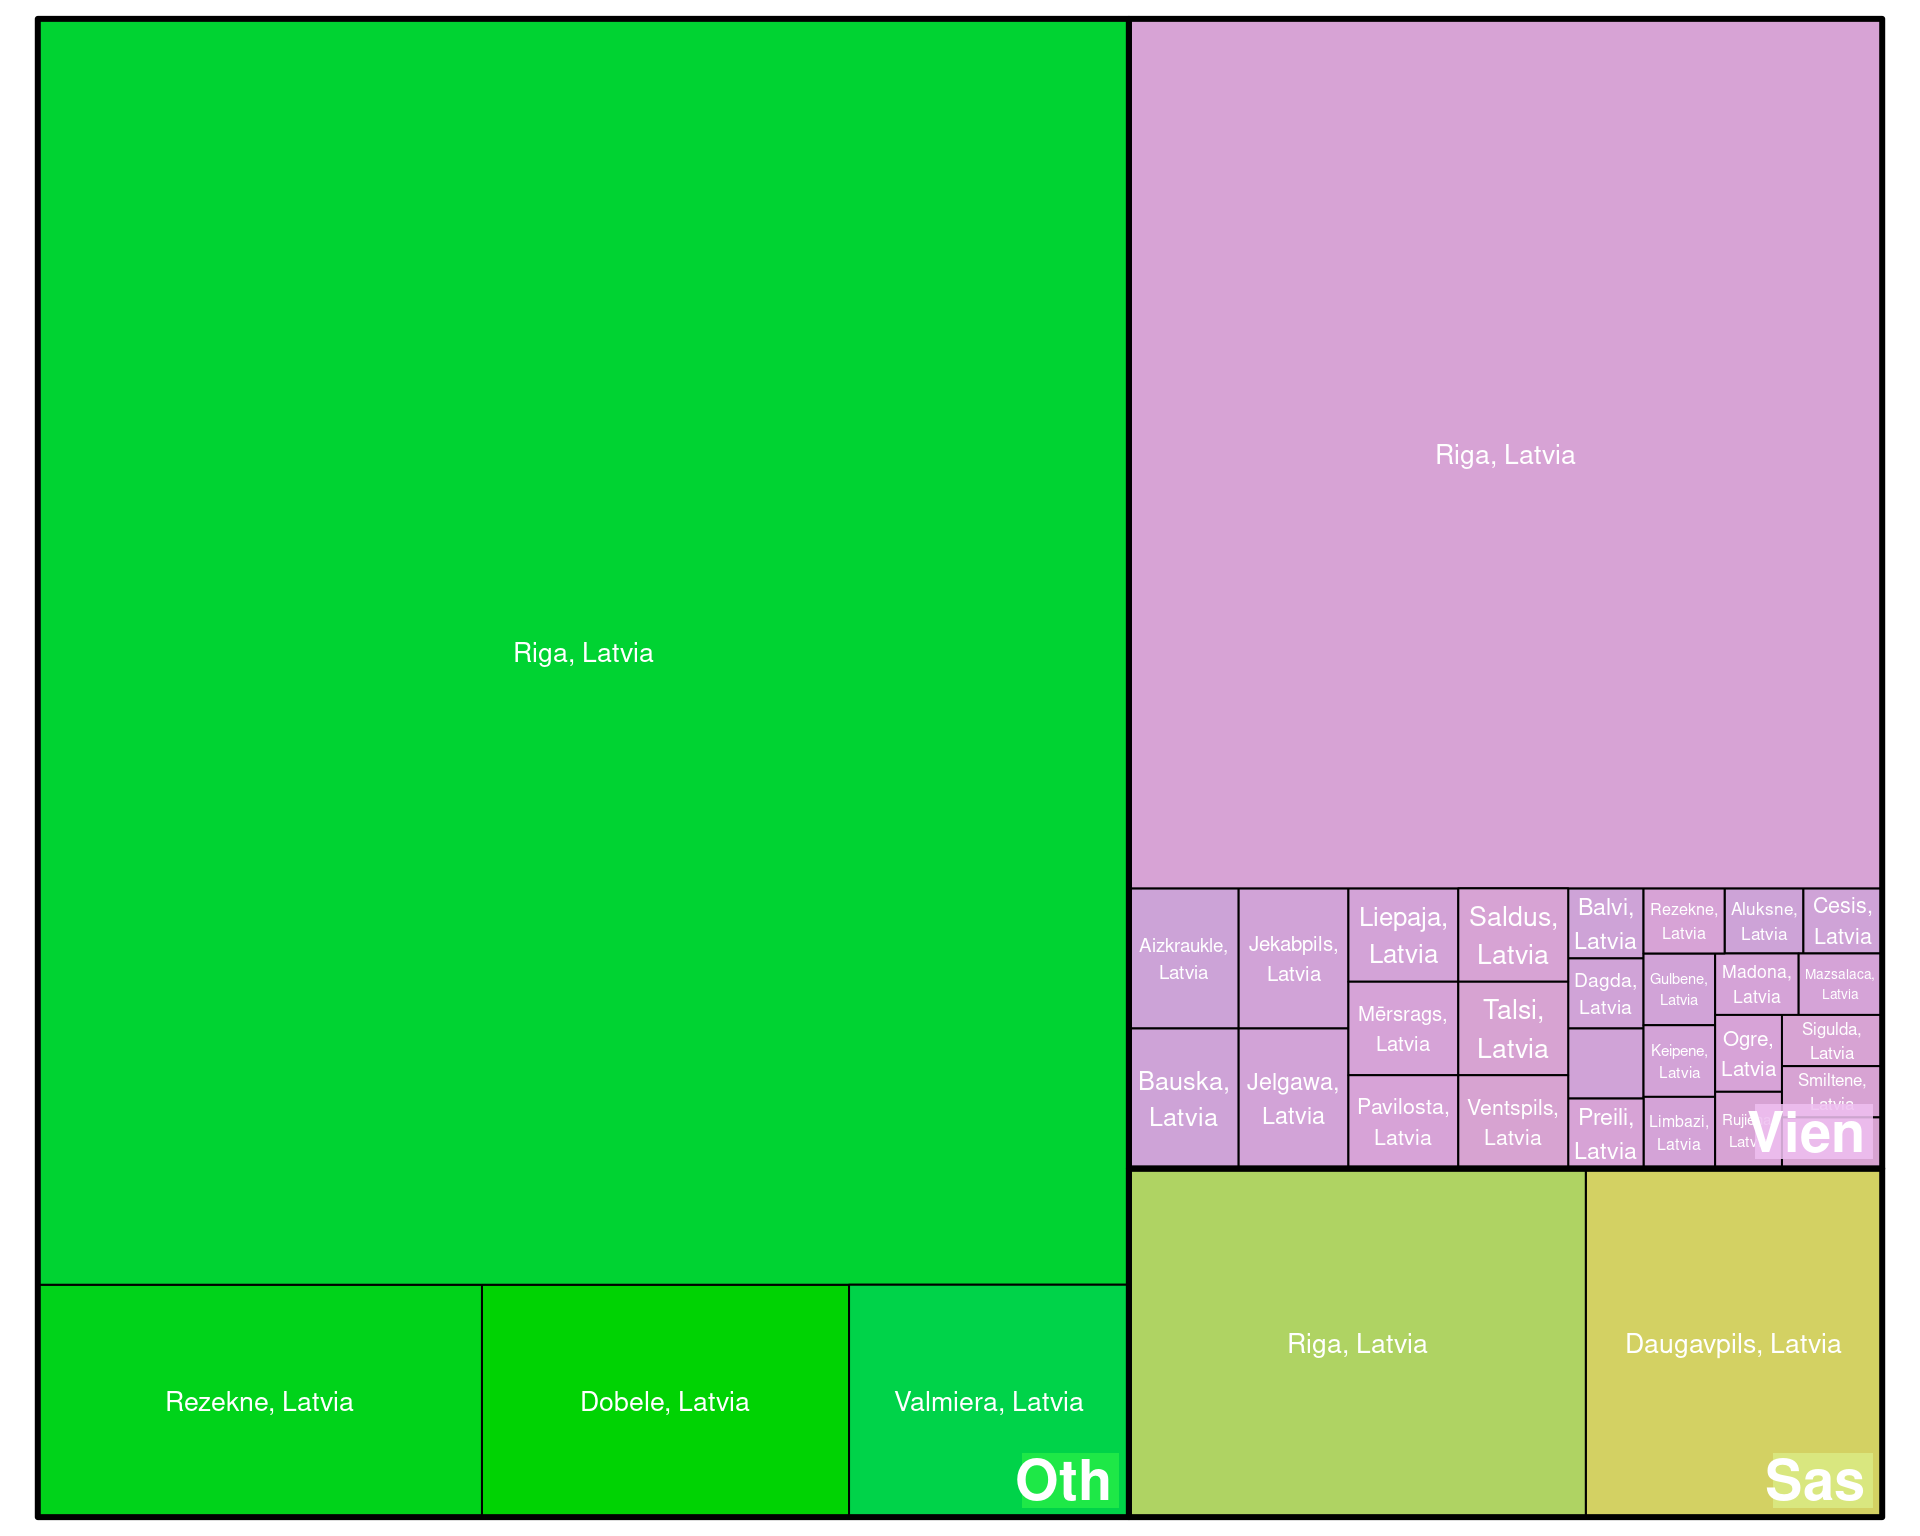 Riga, Latvia
Rezekne, Latvia
Dobele, Latvia
Valmiera, Latvia
Oth
Riga, Latvia
Aizkraukle,
Latvia
Bauska,
Latvia
Jekabpils,
Latvia
Jelgawa,
Latvia
Liepaja,
Latvia
Mērsrags,
Latvia
Pavilosta,
Latvia
Saldus,
Latvia
Talsi,
Latvia
Ventspils,
Latvia
Balvi,
Latvia
Dagda,
Latvia
Preili,
Latvia
Rezekne,
Latvia
Aluksne,
Latvia
Cesis,
Latvia
Gulbene,
Latvia
Keipene,
Latvia
Limbazi,
Latvia
Madona,
Latvia
Mazsalaca,
Latvia
Ogre,
Latvia
Sigulda,
Latvia
Smiltene,
Latvia
Vien
Riga, Latvia
Daugavpils, Latvia
Sas